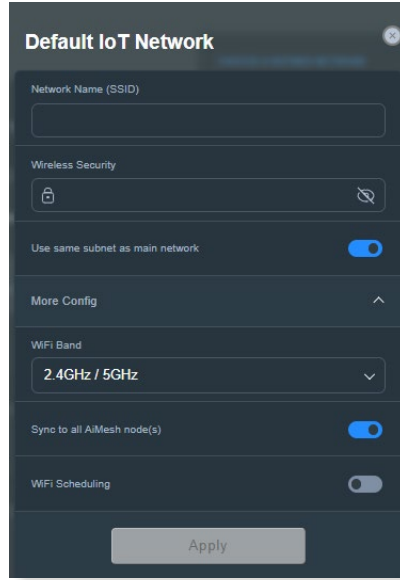 Default IoT Network
Network Name (SSID)
Wireless Security
Use same subnet as main network
More Config
WiFi Band
2.4GHz / 5GHz
Sync to all AiMesh node(s)
WiFi Scheduling
Apply